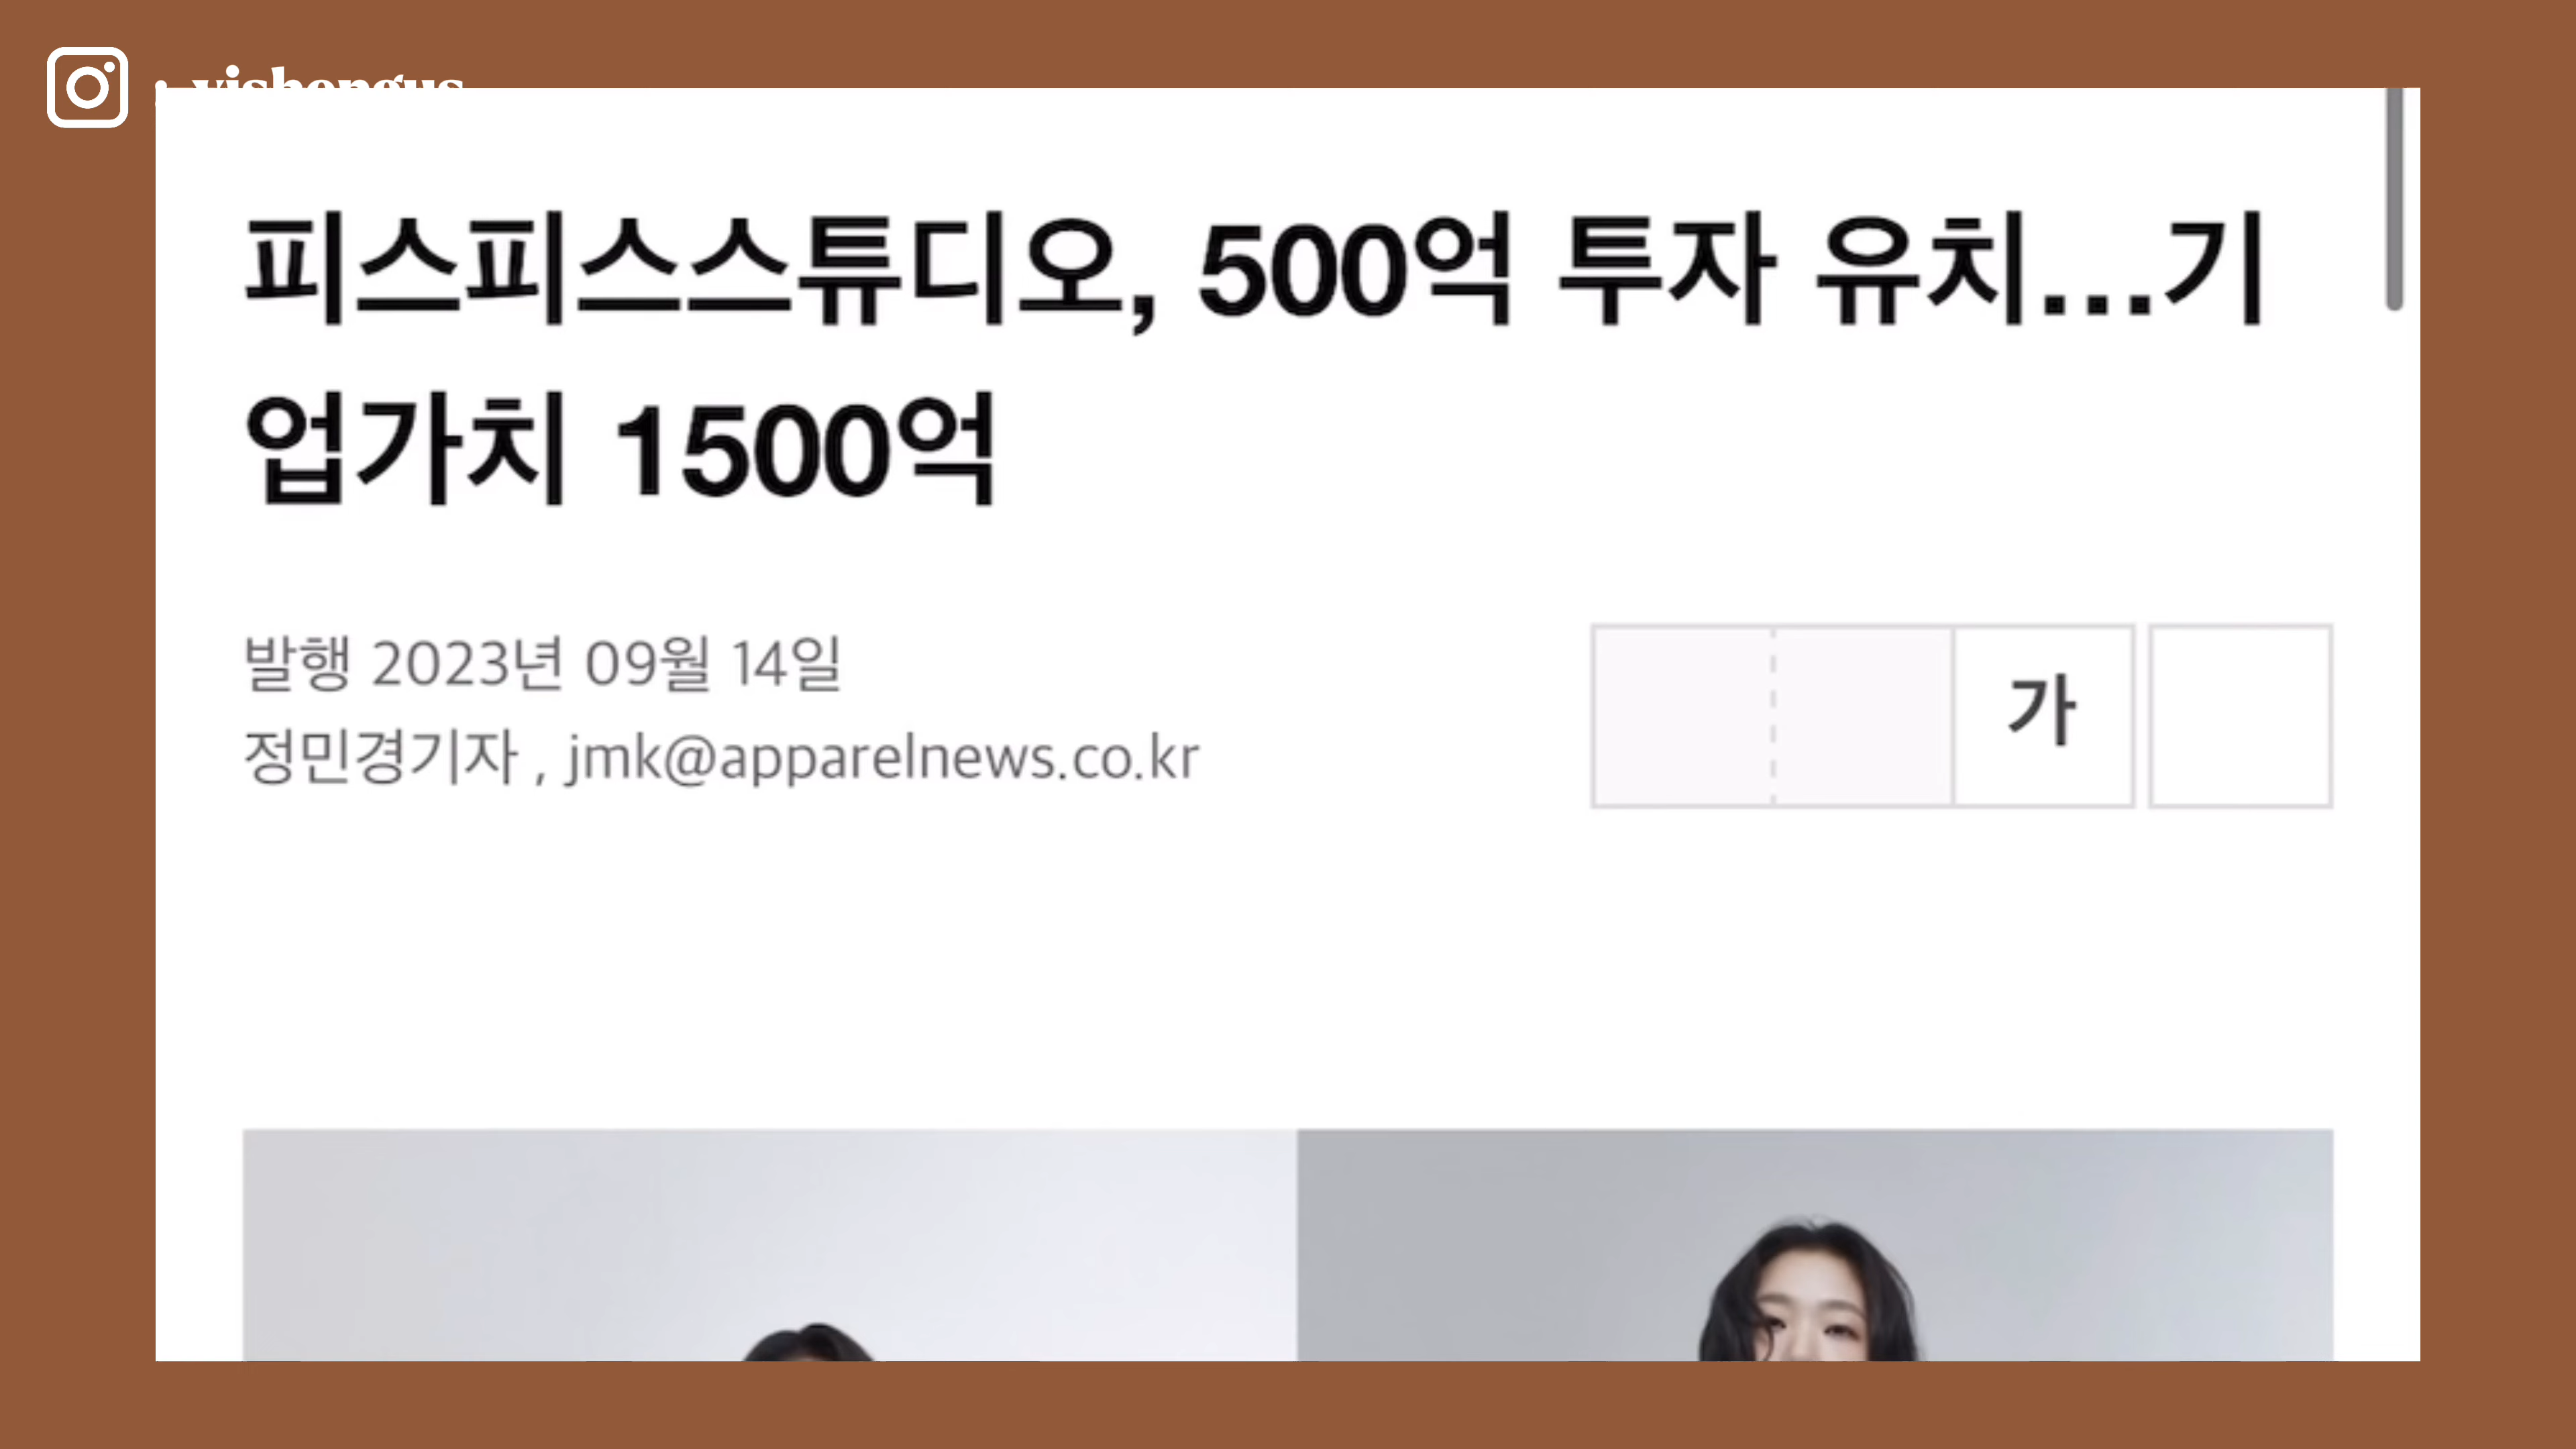 피스피스스튜디오, 500억 투자 유치...기
업가치 1500억
발행 2023년 09월 14일
정민경기자 , jmk@apparelnews.co.kr
가